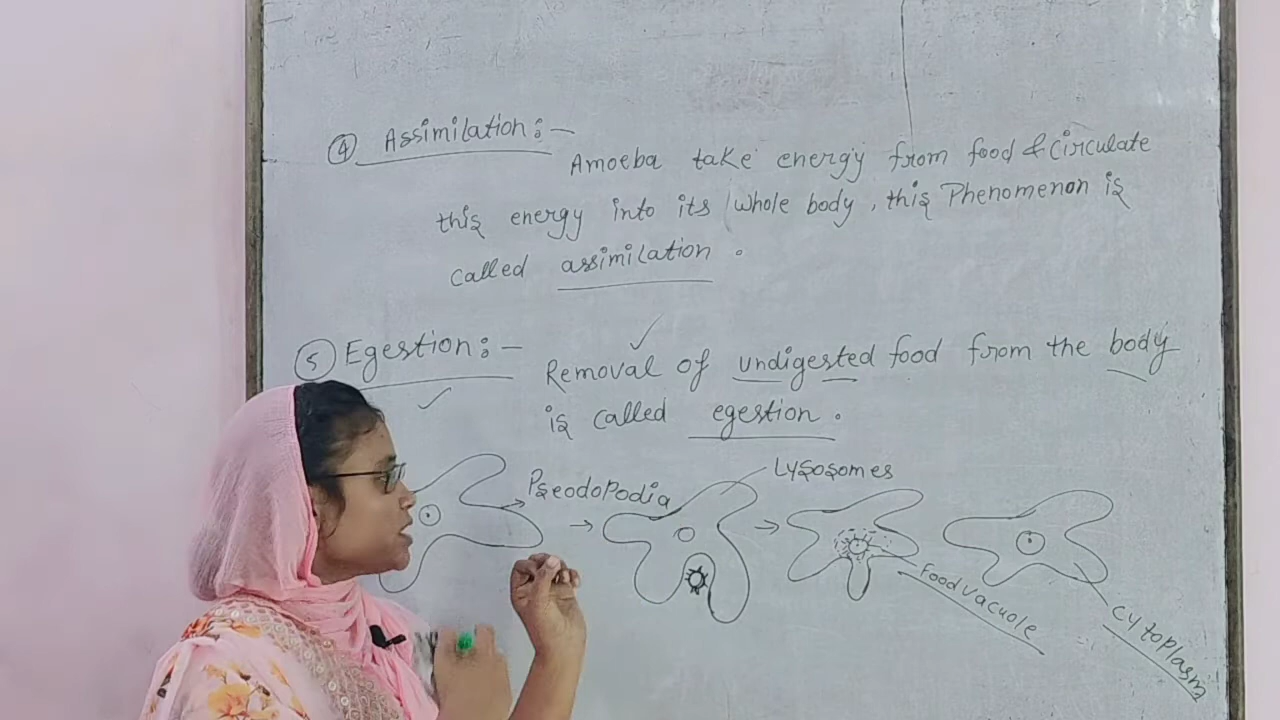 ④ Assimilation:-
Amoeba take energy from food & circulate
this energy into its whole body, this Phenomenon is
called assimilation.
⑤ Egestion:-
Removal of undigested food from the body
is called egestion.
Pseodopodia
Lysosomes
Food vacuole
Cytoplasm